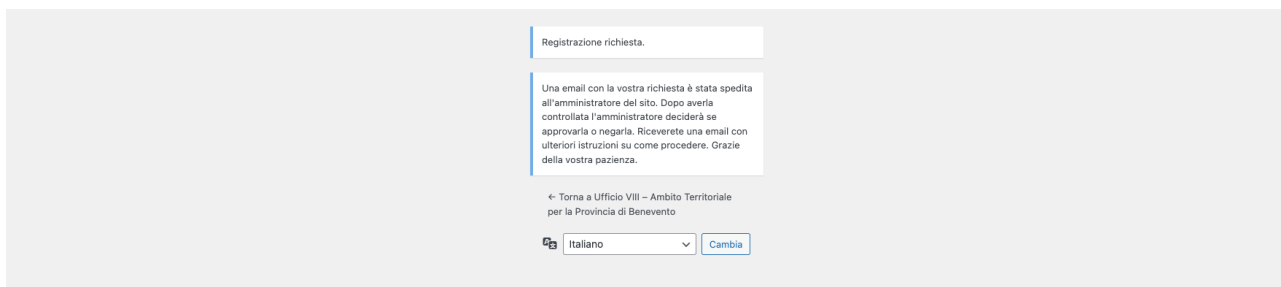 Registrazione richiesta.
Una email con la vostra richiesta è stata spedita
all'amministratore del sito. Dopo averla
controllata l'amministratore deciderà se
approvarla o negarla. Riceverete una email con
ulteriori istruzioni su come procedere. Grazie
della vostra pazienza.
← Torna a Ufficio VIII – Ambito Territoriale
per la Provincia di Benevento
Italiano
Cambia